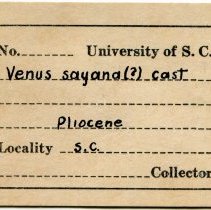 No. University of S. C.
Venus sayana(?) cast
Pliocene
Locality S.C.
Collector